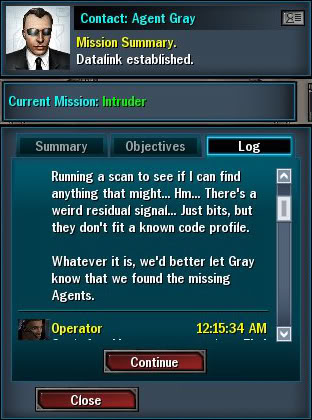 Contact: Agent Gray
Mission Summary.
Datalink established.
Current Mission: Intruder
Summary
Objectives
Log
Running a scan to see if I can find
anything that might... Hm... There's a
weird residual signal... Just bits, but
they don't fit a known code profile.
Whatever it is, we'd better let Gray
know that we found the missing
Agents.
Operator 12:15:34 AM
Continue
Close